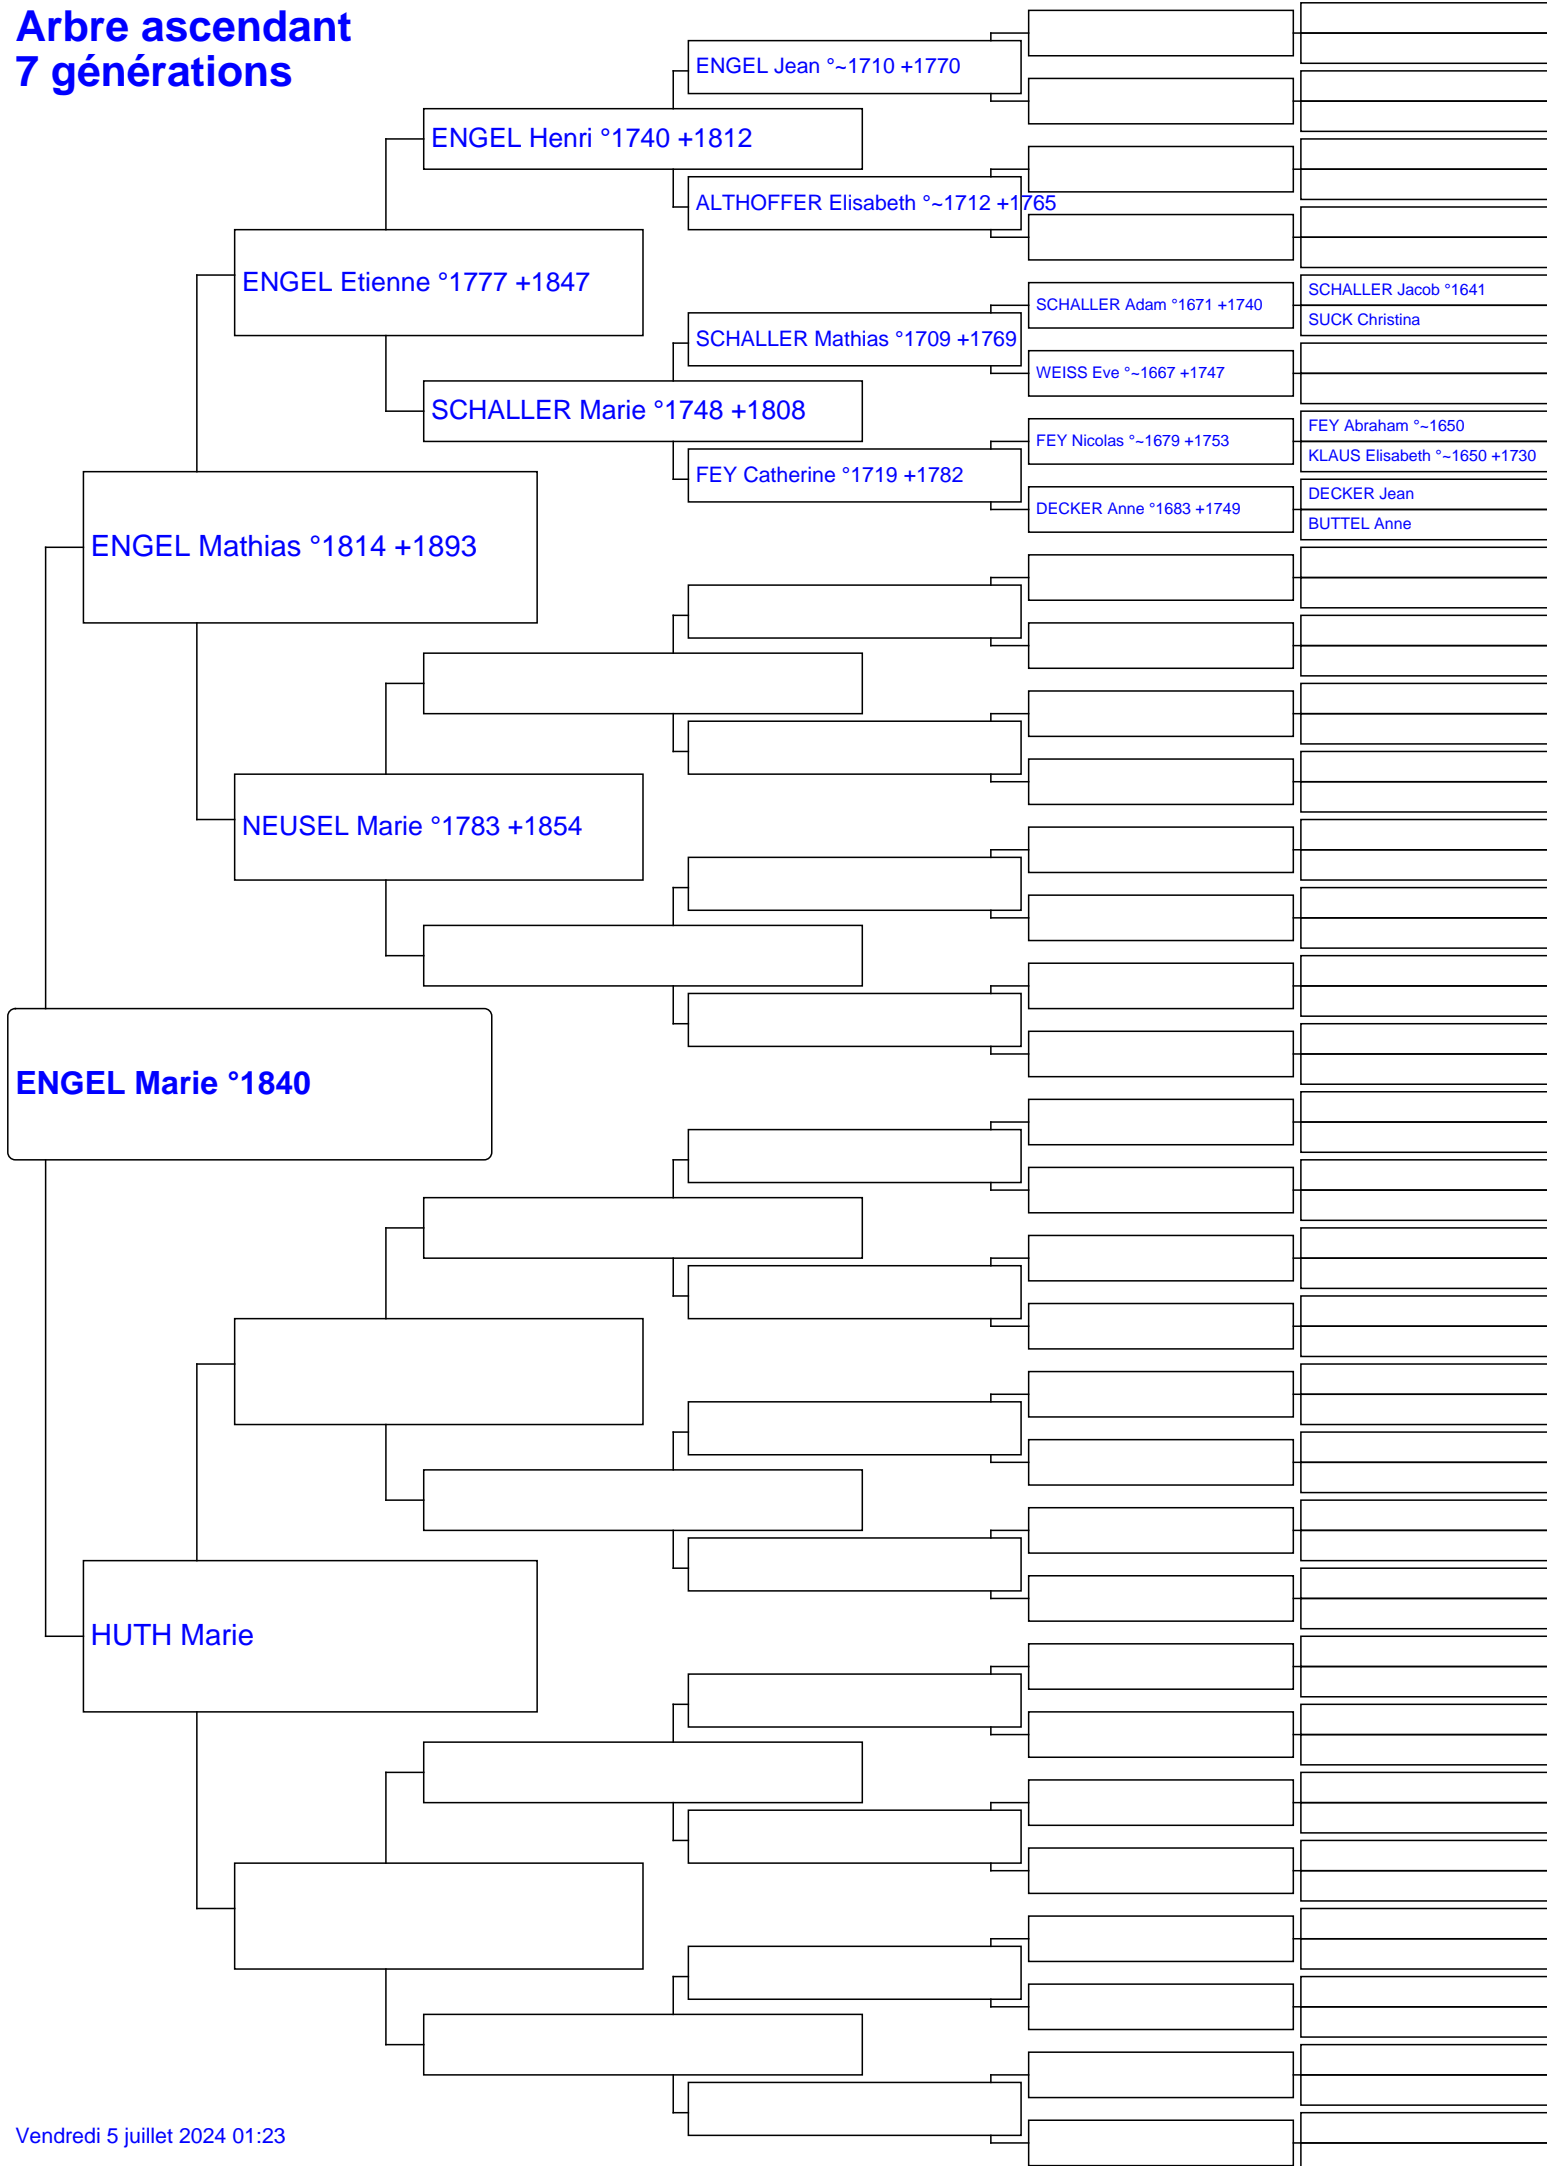 Arbre ascendant
7 générations
ENGEL Jean °~1710 +1770
ENGEL Henri °1740 +1812
ALTHOFFER Elisabeth °~1712 +1765
ENGEL Etienne °1777 +1847
SCHALLER Jacob °1641
SCHALLER Adam °1671 +1740
SUCK Christina
SCHALLER Mathias °1709 +1769
WEISS Eve °~1667 +1747
SCHALLER Marie °1748 +1808
FEY Abraham °~1650
FEY Nicolas °~1679 +1753
KLAUS Elisabeth °~1650 +1730
FEY Catherine °1719 +1782
DECKER Jean
DECKER Anne °1683 +1749
BUTTEL Anne
ENGEL Mathias °1814 +1893
NEUSEL Marie °1783 +1854
ENGEL Marie °1840
HUTH Marie
Vendredi 5 juillet 2024 01:23